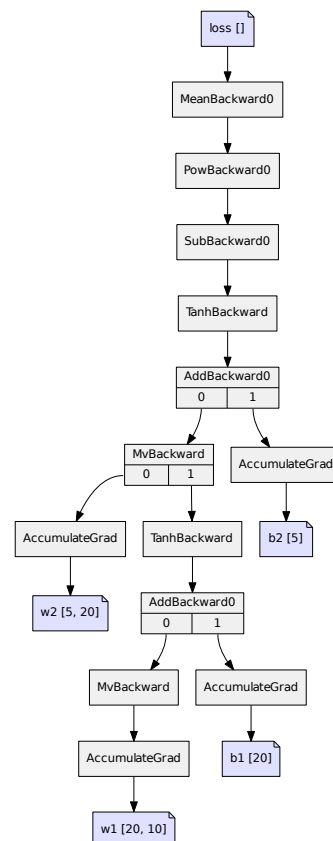 loss []
MeanBackward0
PowBackward0
SubBackward0
TanhBackward
AddBackward0
0 1
MvBackward
0 1
AccumulateGrad
AccumulateGrad
TanhBackward
b2 [5]
w2 [5, 20]
AddBackward0
0 1
MvBackward
AccumulateGrad
AccumulateGrad
b1 [20]
w1 [20, 10]